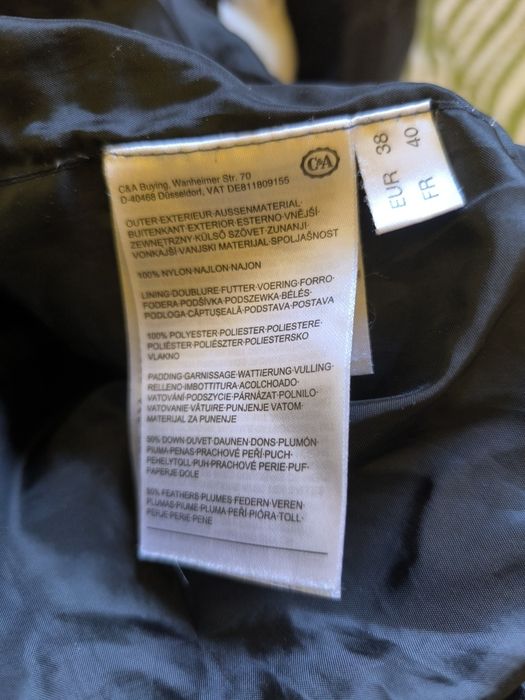 C&A Buying, Wanheimer Str. 70
D-40468 Düsseldorf, VAT DE811809155
C&A
EUR 38
FR 40
OUTER·EXTERIEUR·AUSSENMATERIAL·
BUITENKANT·EXTERIOR·ESTERNO·VNĚJŠÍ·
ZEWNĘTRZNY·KÜLSŐ SZÖVET·ZUNANJI·
VONKAJŠÍ·VANJSKI MATERIJAL·SPOLJAŠNOST
100% NYLON·NAJLON·NAJON
LINING·DOUBLURE·FUTTER·VOERING·FORRO·
FODERA·PODŠÍVKA·PODSZEWKA·BÉLÉS·
PODLOGA·CĂPTUŞEALĂ·PODSTAVA·POSTAVA
100% POLYESTER·POLIESTER·POLIESTERE·
POLIÉSTER·POLIÉSZTER·POLIESTERSKO
VLAKNO
PADDING·GARNISSAGE·WATTIERUNG·VULLING·
RELLENO·IMBOTTITURA·ACOLCHOADO·
VATOVÁNÍ·PODSZYCIE·PÁRNÁZAT·POLNILO·
VATOVANIE·VĂTUIRE·PUNJENJE VATOM·
MATERIJAL ZA PUNENJE
DOWN·DUVET·DAUNEN·DONS·PLUMÓN·
PIUMA·PENAS·PRACHOVÉ PEŘÍ·PUCH·
PEHELYTOLL·PUH·PRACHOVÉ PERIE·PUF·
PAPERJE·DOLE
FEATHERS·PLUMES·FEDERN·VEREN·
PLUMAS·PIUME·PLUMA·PEŘÍ·PIÓRA·TOLL·
PERJE·PERIE·PENE